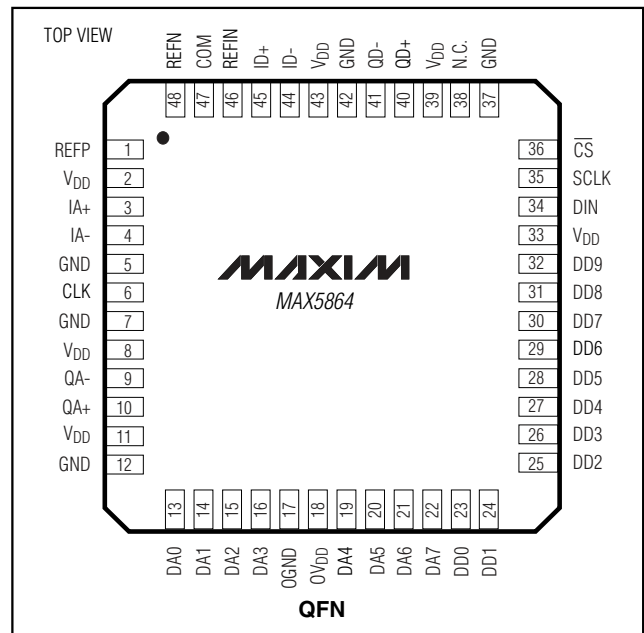 TOP VIEW
REFN
COM
REFIN
ID+
ID-
VDD
GND
QD-
QD+
VDD
N.C.
GND
48
47
46
45
44
43
42
41
40
39
38
37
REFP 1
VDD 2
IA+ 3
IA- 4
GND 5
CLK 6
GND 7
VDD 8
QA- 9
QA+ 10
VDD 11
GND 12
MAXIM
MAX5864
36 C̅S̅
35 SCLK
34 DIN
33 VDD
32 DD9
31 DD8
30 DD7
29 DD6
28 DD5
27 DD4
26 DD3
25 DD2
13
14
15
16
17
18
19
20
21
22
23
24
DA0
DA1
DA2
DA3
OGND
OVDD
DA4
DA5
DA6
DA7
DD0
DD1
QFN